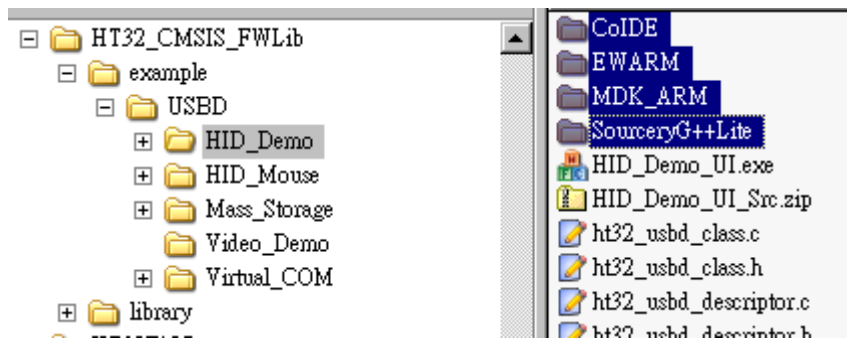 HT32_CMSIS_FWLib
example
USBD
HID_Demo
HID_Mouse
Mass_Storage
Video_Demo
Virtual_COM
library
CoIDE
EWARM
MDK_ARM
SourceryG++Lite
HID_Demo_UI.exe
HID_Demo_UI_Src.zip
ht32_usbd_class.c
ht32_usbd_class.h
ht32_usbd_descriptor.c
ht32_usbd_descriptor.h